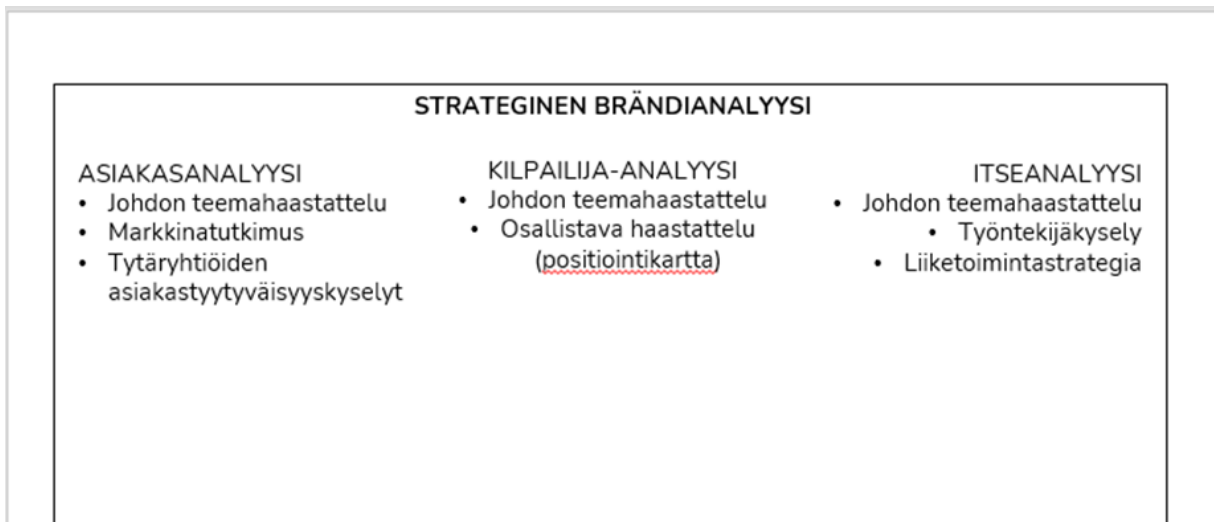 STRATEGINEN BRÄNDIANALYYSI
ASIAKASANALYYSI
• Johdon teemahaastattelu
• Markkinatutkimus
• Tytäryhtiöiden
asiakastyytyväisyyskyselyt
KILPAILIJA-ANALYYSI
• Johdon teemahaastattelu
• Osallistava haastattelu
(positiointikartta)
ITSEANALYYSI
• Johdon teemahaastattelu
• Työntekijäkysely
• Liiketoimintastrategia